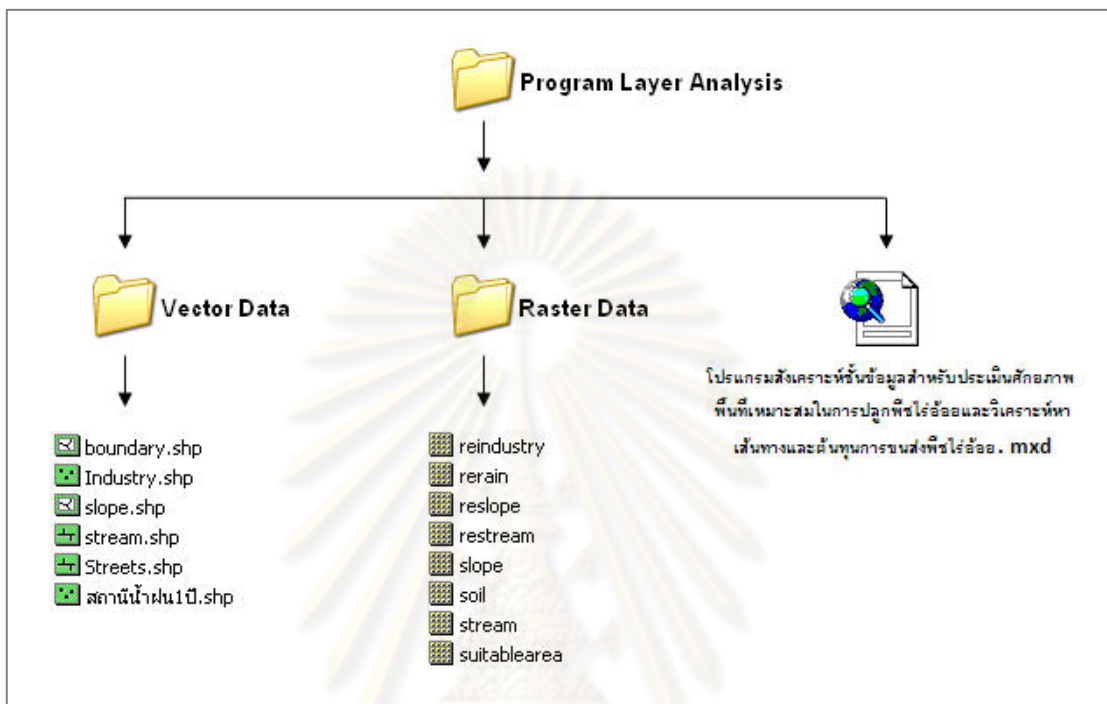 Program Layer Analysis
Vector Data
boundary.shp
Industry.shp
slope.shp
stream.shp
Streets.shp
สถานีน้ำฝน1ปี.shp
Raster Data
reindustry
rerain
reslope
restream
slope
soil
stream
suitablearea
โปรแกรมสังเคราะห์ชั้นข้อมูลสำหรับประเมินศักอภาพ
พื้นที่เหมาะสมในการปลูกพืชไร่อ้อยและวิเคราะห์หา
เส้นทางและต้นทุนการขนส่งพืชไร่อ้อย. mxd